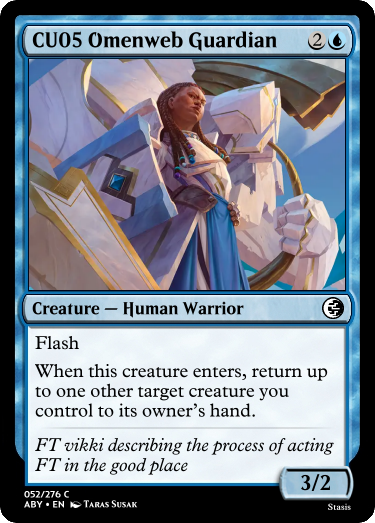 CU05 Omenweb Guardian 2
Creature — Human Warrior
Flash
When this creature enters, return up
to one other target creature you
control to its owner's hand.
FT vikki describing the process of acting
FT in the good place
3/2
052/276 C
ABY • EN Taras Susak
Stasis